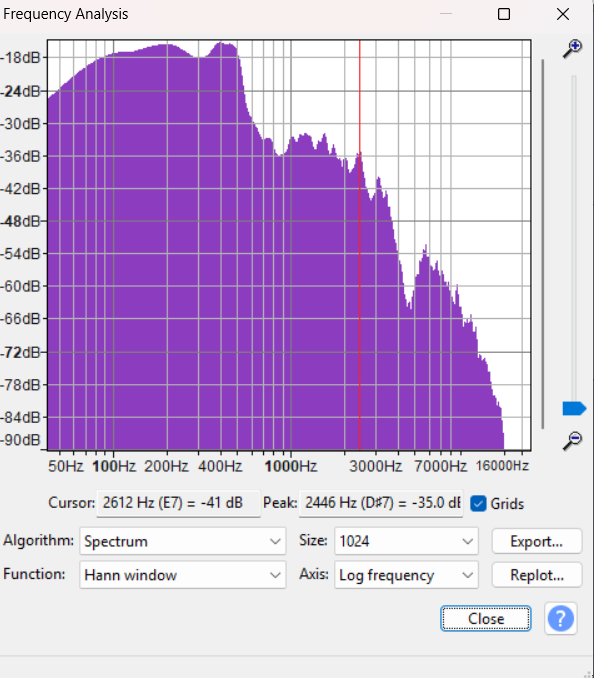 Frequency Analysis
-18dB
-24dB
-30dB
-36dB
-42dB
-48dB
-54dB
-60dB
-66dB
-72dB
-78dB
-84dB
-90dB
50Hz 100Hz 200Hz 400Hz 1000Hz 3000Hz 7000Hz 16000Hz
Cursor: 2612 Hz (E7) = -41 dB Peak: 2446 Hz (D♯7) = -35.0 dB Grids
Algorithm: Spectrum Size: 1024 Export...
Function: Hann window Axis: Log frequency Replot...
Close ?